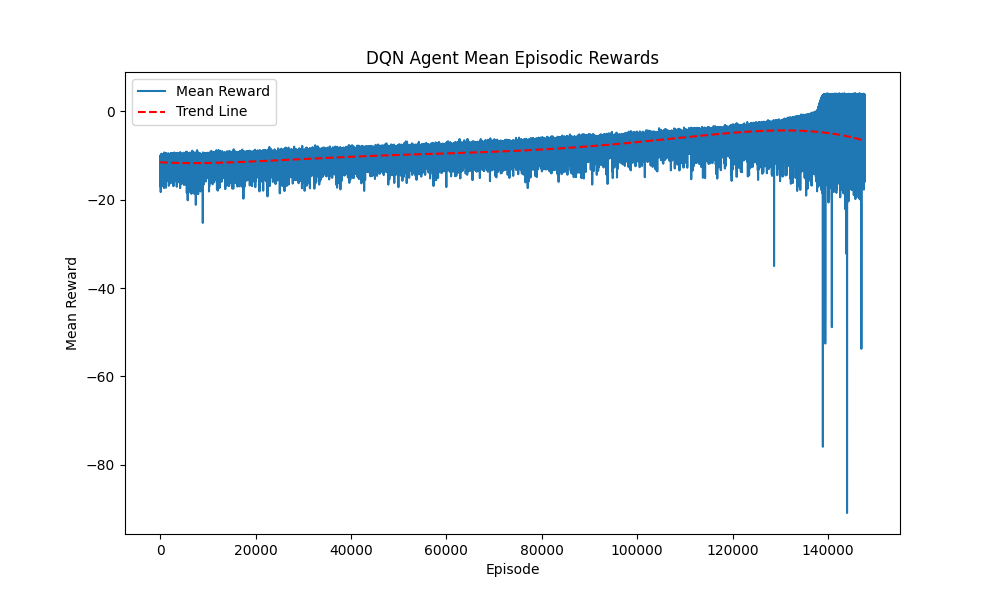 DQN Agent Mean Episodic Rewards
Mean Reward
Trend Line
0
−20
−40
−60
−80
Mean Reward
0
20000
40000
60000
80000
100000
120000
140000
Episode